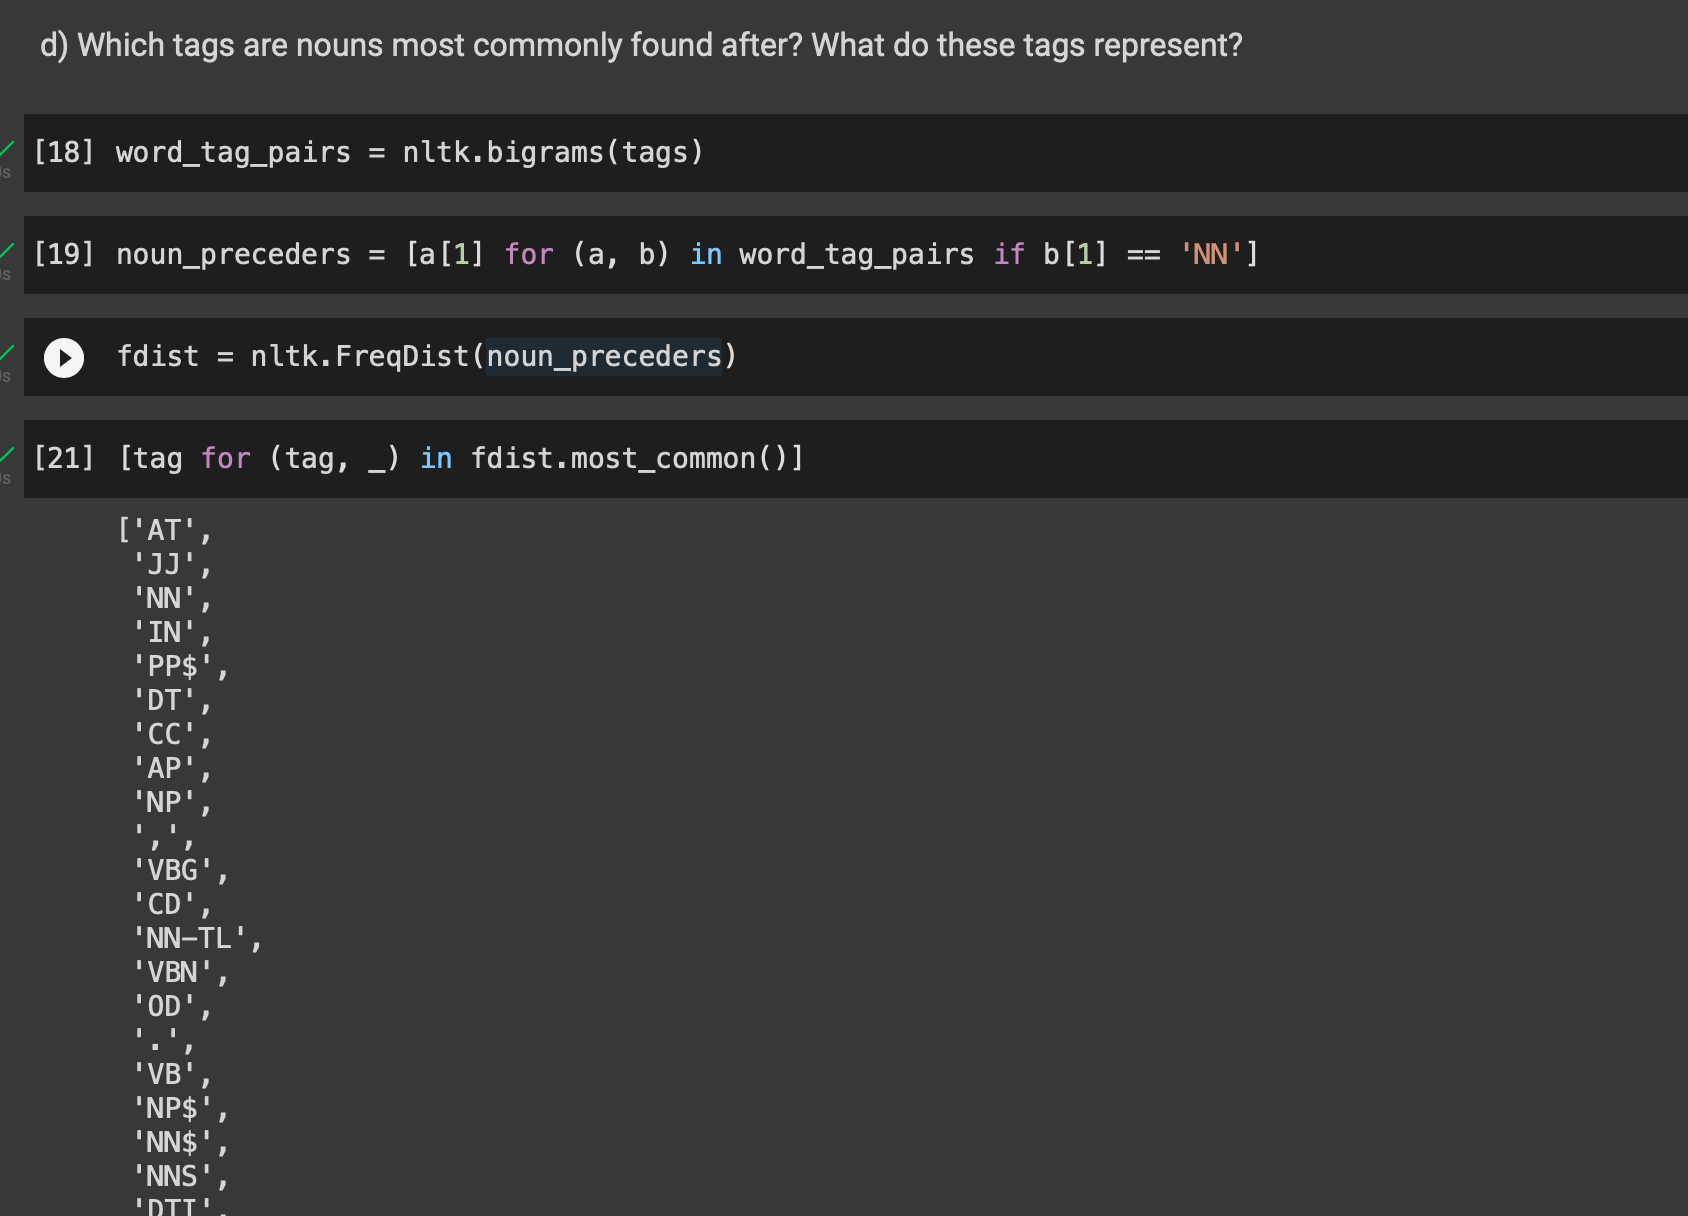 d) Which tags are nouns most commonly found after? What do these tags represent?
[18] word_tag_pairs = nltk.bigrams(tags)
[19] noun_preceders = [a[1] for (a, b) in word_tag_pairs if b[1] == 'NN']
fdist = nltk.FreqDist(noun_preceders)
[21] [tag for (tag, _) in fdist.most_common()]
['AT',
'JJ',
'NN',
'IN',
'PP$',
'DT',
'CC',
'AP',
'NP',
',',
'VBG',
'CD',
'NN-TL',
'VBN',
'OD',
'.',
'VB',
'NP$',
'NN$',
'NNS',
'DTI',